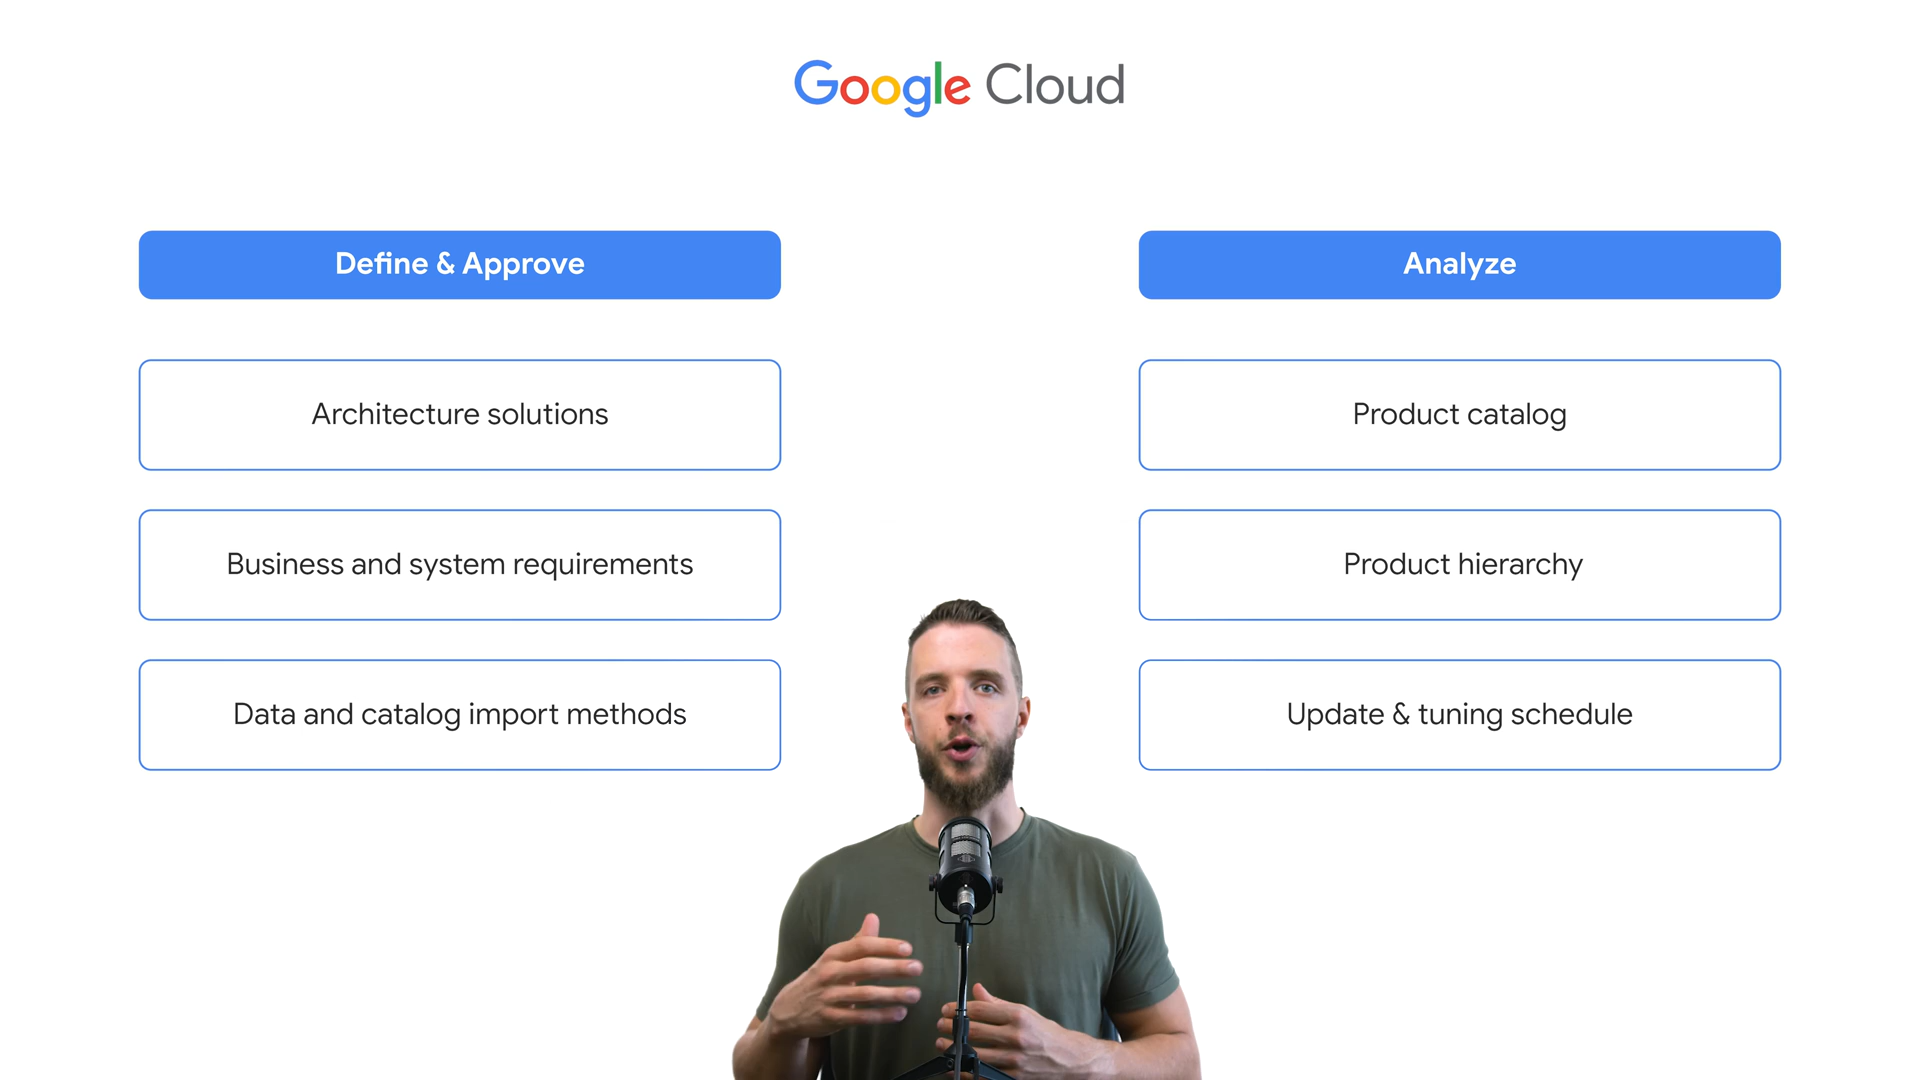 Google Cloud
Define & Approve
Architecture solutions
Business and system requirements
Data and catalog import methods
Analyze
Product catalog
Product hierarchy
Update & tuning schedule